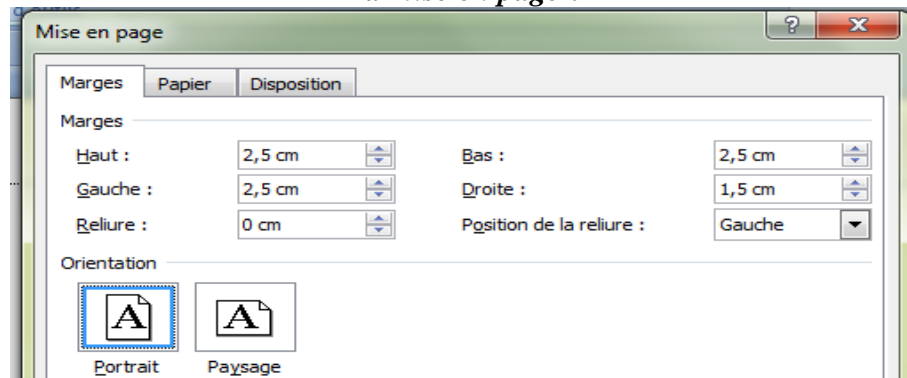 Mise en page
Marges Papier Disposition
Marges
Haut : 2,5 cm Bas : 2,5 cm
Gauche : 2,5 cm Droite : 1,5 cm
Reliure : 0 cm Position de la reliure : Gauche
Orientation
A A
Portrait Paysage